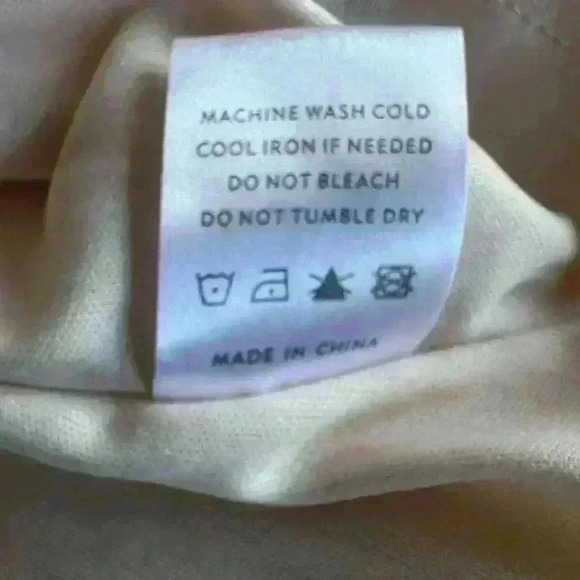 MACHINE WASH COLD
COOL IRON IF NEEDED
DO NOT BLEACH
DO NOT TUMBLE DRY
MADE IN CHINA